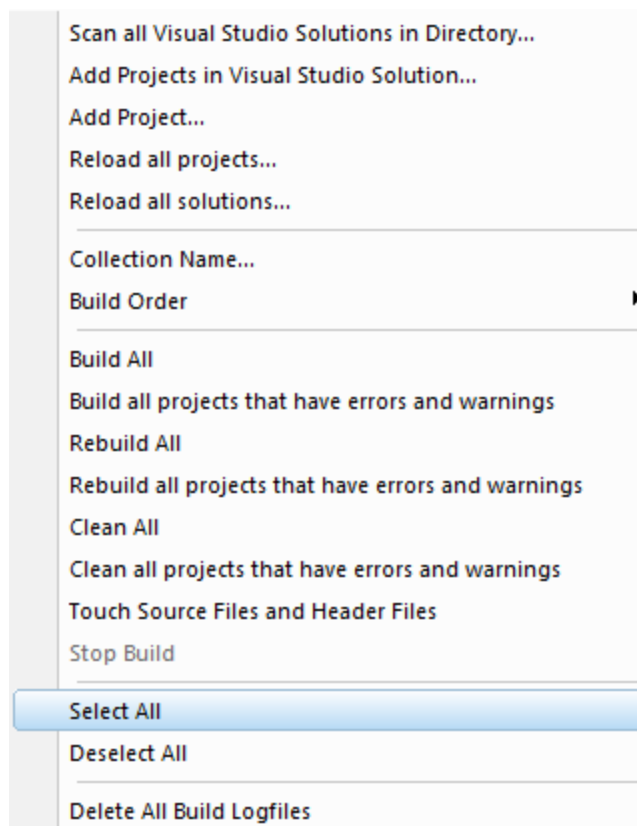 Scan all Visual Studio Solutions in Directory...
Add Projects in Visual Studio Solution...
Add Project...
Reload all projects...
Reload all solutions...
Collection Name...
Build Order
Build All
Build all projects that have errors and warnings
Rebuild All
Rebuild all projects that have errors and warnings
Clean All
Clean all projects that have errors and warnings
Touch Source Files and Header Files
Stop Build
Select All
Deselect All
Delete All Build Logfiles